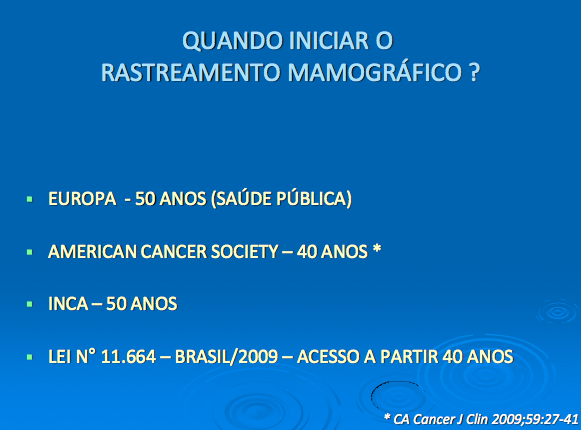 QUANDO INICIAR O
RASTREAMENTO MAMOGRÁFICO ?
EUROPA - 50 ANOS (SAÚDE PÚBLICA)
AMERICAN CANCER SOCIETY – 40 ANOS *
INCA – 50 ANOS
LEI N° 11.664 – BRASIL/2009 – ACESSO A PARTIR 40 ANOS
* CA Cancer J Clin 2009;59:27-41